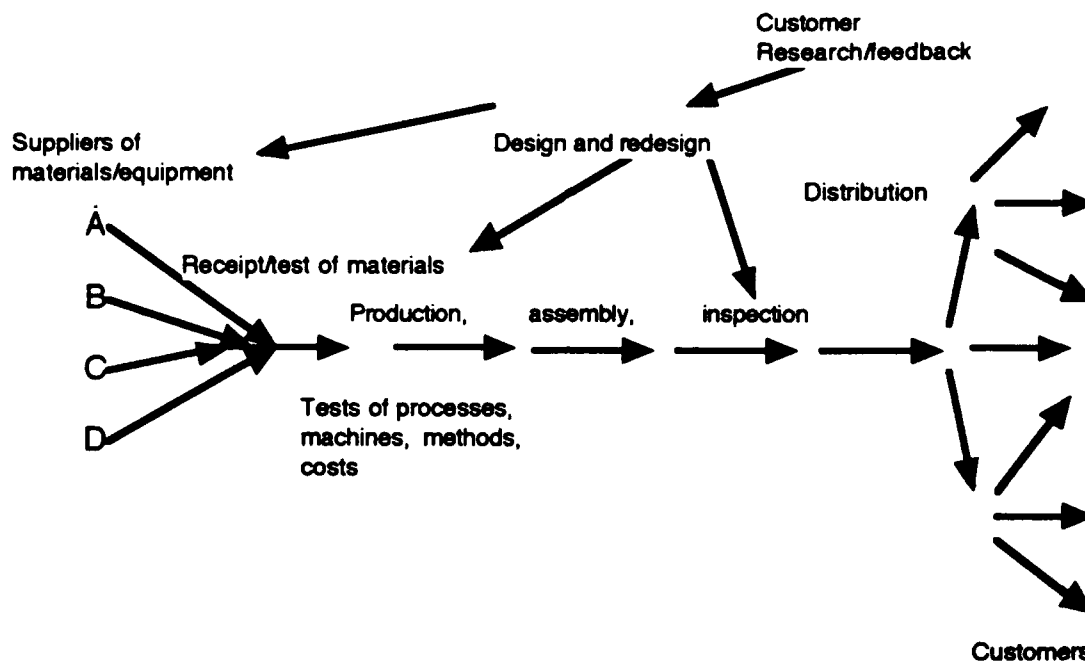 Customer
Research/feedback
Suppliers of
materials/equipment
Design and redesign
Distribution
A
Receipt/test of materials
B
Production, assembly, inspection
C
Tests of processes,
machines, methods,
costs
D
Customers